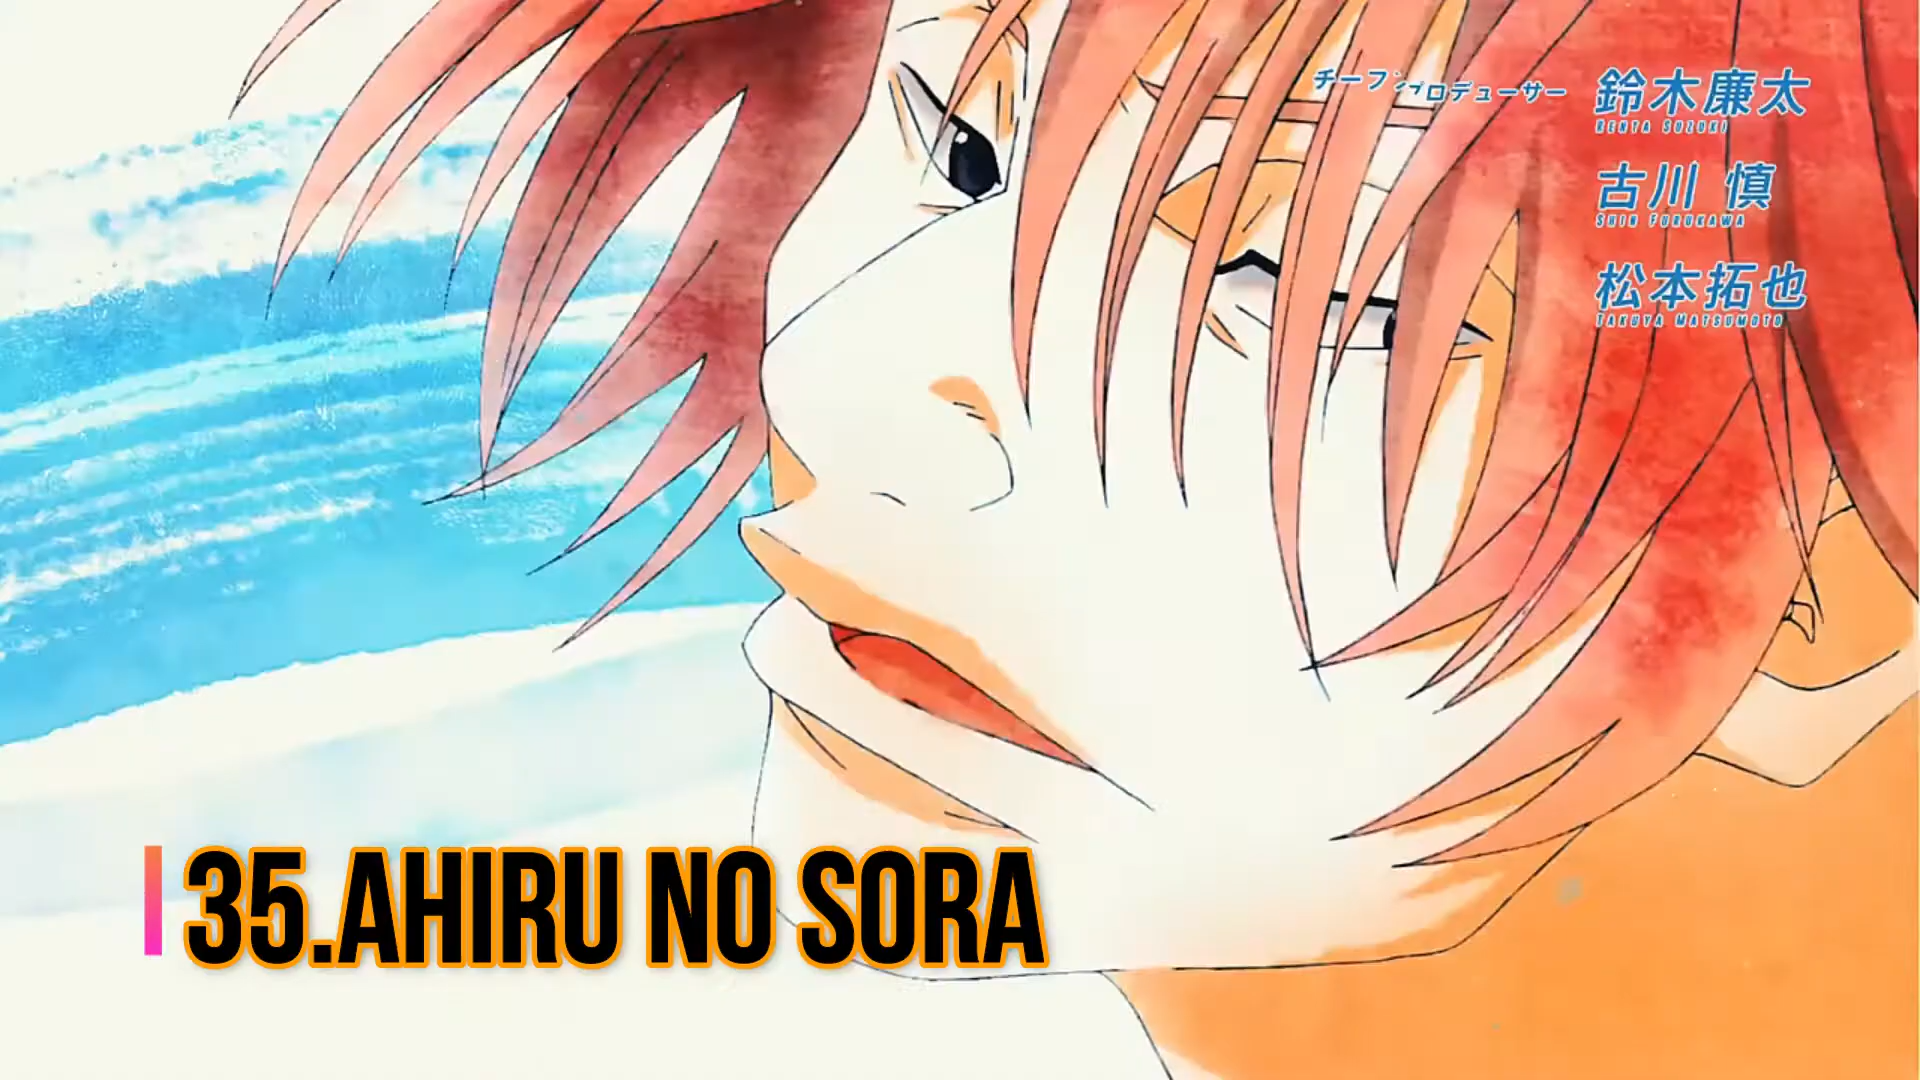 チーフプロデューサー 鈴木廉太
KENTA SUZUKI
古川 慎
SHIN FURUKAWA
松本拓也
TAKUYA MATSUMOTO
35.AHIRU NO SORA